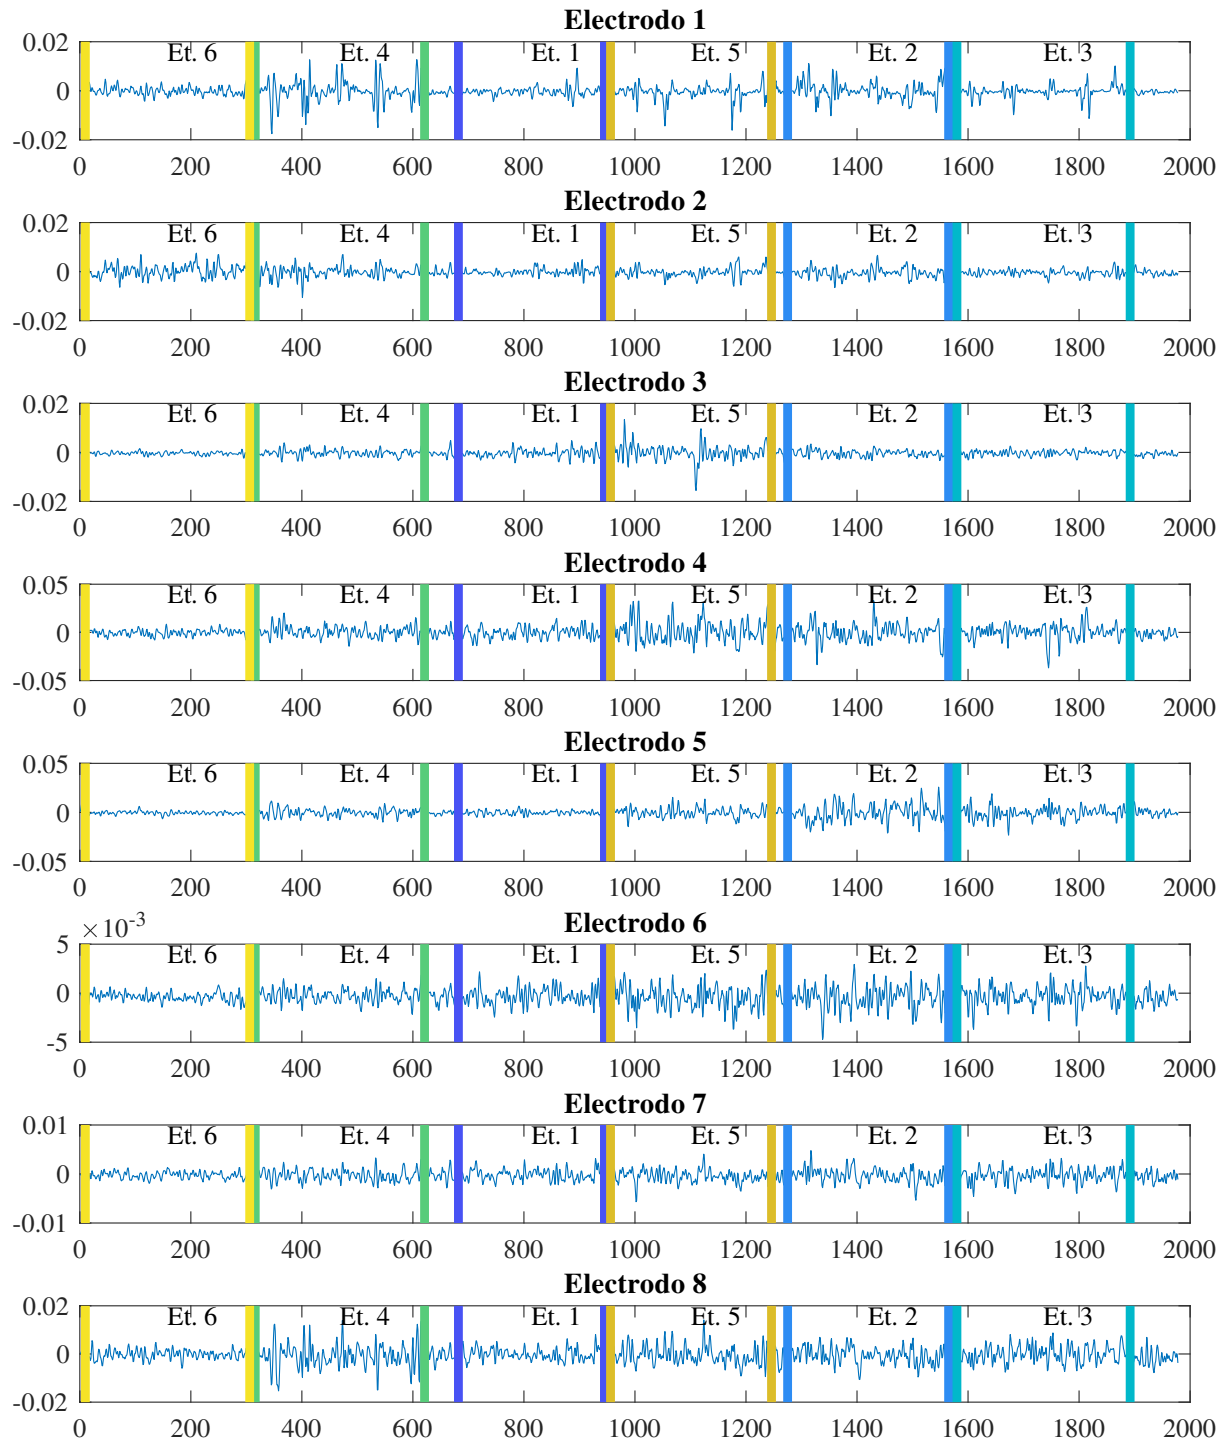 Electrodo 1
0.02
Et. 6 Et. 4 Et. 1 Et. 5 Et. 2 Et. 3
0
-0.02
0 200 400 600 800 1000 1200 1400 1600 1800 2000
Electrodo 2
0.02
Et. 6 Et. 4 Et. 1 Et. 5 Et. 2 Et. 3
0
-0.02
0 200 400 600 800 1000 1200 1400 1600 1800 2000
Electrodo 3
0.02
Et. 6 Et. 4 Et. 1 Et. 5 Et. 2 Et. 3
0
-0.02
0 200 400 600 800 1000 1200 1400 1600 1800 2000
Electrodo 4
0.05
Et. 6 Et. 4 Et. 1 Et. 5 Et. 2 Et. 3
0
-0.05
0 200 400 600 800 1000 1200 1400 1600 1800 2000
Electrodo 5
0.05
Et. 6 Et. 4 Et. 1 Et. 5 Et. 2 Et. 3
0
-0.05
0 200 400 600 800 1000 1200 1400 1600 1800 2000
Electrodo 6
×10⁻³
5
Et. 6 Et. 4 Et. 1 Et. 5 Et. 2 Et. 3
0
-5
0 200 400 600 800 1000 1200 1400 1600 1800 2000
Electrodo 7
0.01
Et. 6 Et. 4 Et. 1 Et. 5 Et. 2 Et. 3
0
-0.01
0 200 400 600 800 1000 1200 1400 1600 1800 2000
Electrodo 8
0.02
Et. 6 Et. 4 Et. 1 Et. 5 Et. 2 Et. 3
0
-0.02
0 200 400 600 800 1000 1200 1400 1600 1800 2000